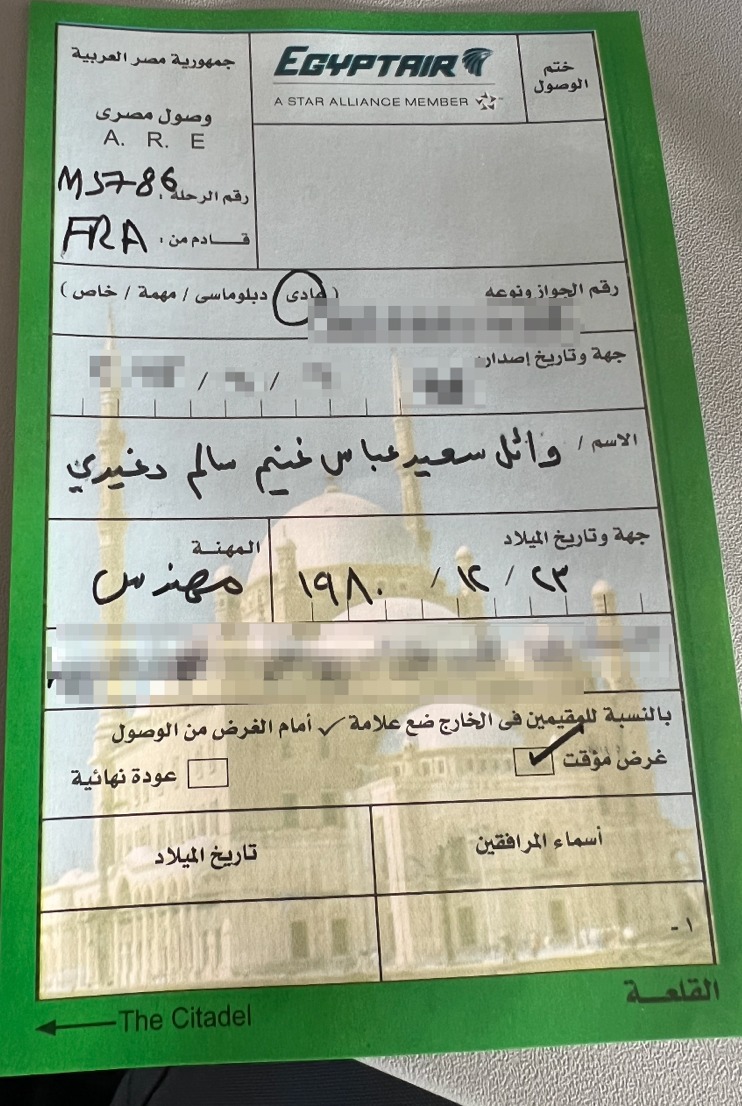 جمهورية مصر العربية
وصول مصرى
A. R. E
رقم الرحلة : MS786
قادم من : FRA
EGYPTAIR
A STAR ALLIANCE MEMBER
ختم
الوصول
رقم الجواز ونوعه
( عادى / دبلوماسى / مهمة / خاص )
جهة وتاريخ إصداره
/ /
الاسم / وائل سعيد عباس غنيم سالم دغيدي
جهة وتاريخ الميلاد
٢٣ / ١٢ / ١٩٨٠
المهنة
مهندس
بالنسبة للمقيمين فى الخارج ضع علامة ✓ أمام الغرض من الوصول
غرض مؤقت ✓ عودة نهائية
أسماء المرافقين تاريخ الميلاد
١ -
القلعة
The Citadel